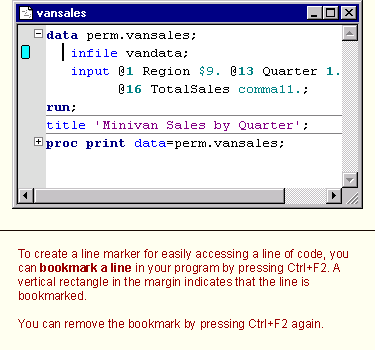 vansales
data perm.vansales;
infile vandata;
input @1 Region $9. @13 Quarter 1.
@16 TotalSales comma11.;
run;
title 'Minivan Sales by Quarter';
proc print data=perm.vansales;
To create a line marker for easily accessing a line of code, you
can bookmark a line in your program by pressing Ctrl+F2. A
vertical rectangle in the margin indicates that the line is
bookmarked.
You can remove the bookmark by pressing Ctrl+F2 again.